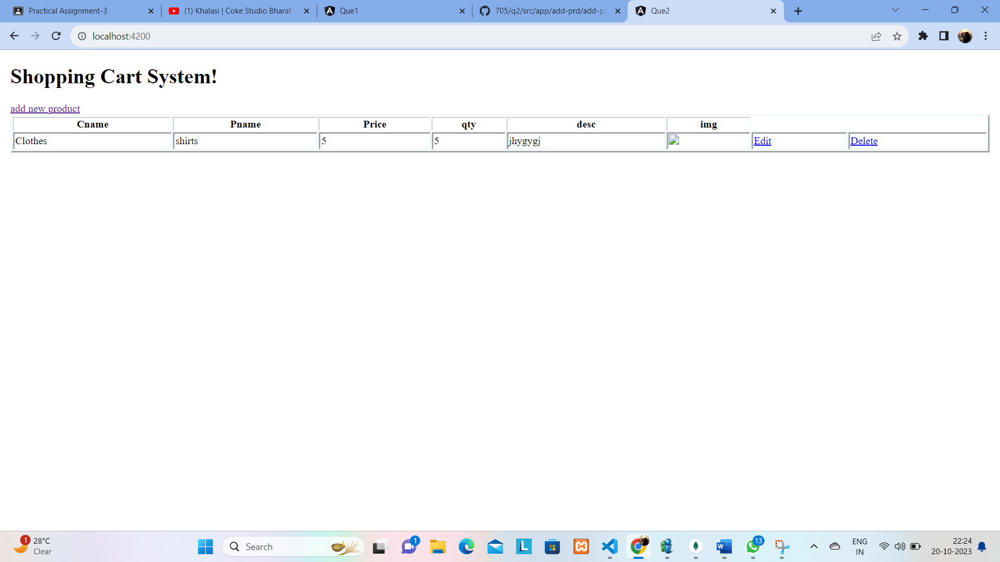 Practical Assignment-3
(1) Khalasi | Coke Studio Bharat -
Que1
705/q2/src/app/add-prd/add-pr
Que2
localhost:4200
Shopping Cart System!
add new product
Cname Pname Price qty desc img
Clothes shirts 5 5 jhygygj Edit Delete
1
28°C
Clear
Search
1
L
W
13
ENG
IN
22:24
20-10-2023